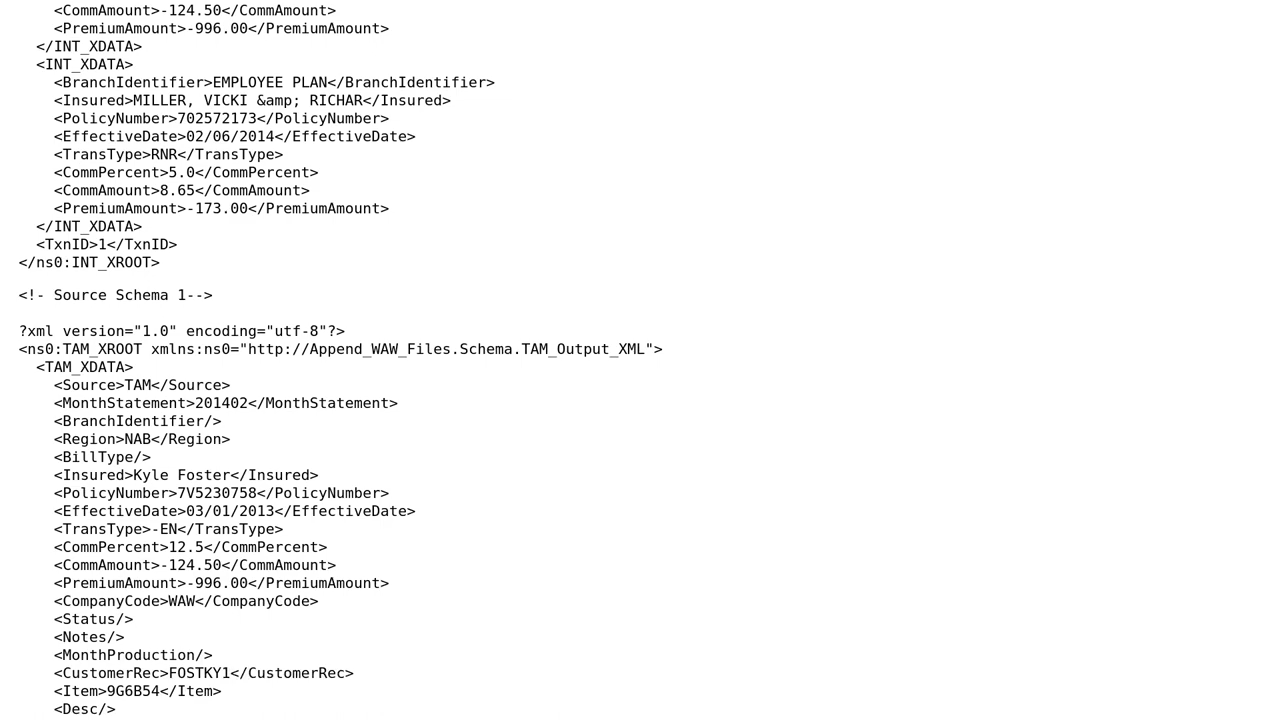 <CommAmount>-124.50</CommAmount>
<PremiumAmount>-996.00</PremiumAmount>
</INT_XDATA>
<INT_XDATA>
<BranchIdentifier>EMPLOYEE PLAN</BranchIdentifier>
<Insured>MILLER, VICKI &amp; RICHAR</Insured>
<PolicyNumber>702572173</PolicyNumber>
<EffectiveDate>02/06/2014</EffectiveDate>
<TransType>RNR</TransType>
<CommPercent>5.0</CommPercent>
<CommAmount>8.65</CommAmount>
<PremiumAmount>-173.00</PremiumAmount>
</INT_XDATA>
<TxnID>1</TxnID>
</ns0:INT_XROOT>
<!- Source Schema 1-->
?xml version="1.0" encoding="utf-8"?>
<ns0:TAM_XROOT xmlns:ns0="http://Append_WAW_Files.Schema.TAM_Output_XML">
<TAM_XDATA>
<Source>TAM</Source>
<MonthStatement>201402</MonthStatement>
<BranchIdentifier/>
<Region>NAB</Region>
<BillType/>
<Insured>Kyle Foster</Insured>
<PolicyNumber>7V5230758</PolicyNumber>
<EffectiveDate>03/01/2013</EffectiveDate>
<TransType>-EN</TransType>
<CommPercent>12.5</CommPercent>
<CommAmount>-124.50</CommAmount>
<PremiumAmount>-996.00</PremiumAmount>
<CompanyCode>WAW</CompanyCode>
<Status/>
<Notes/>
<MonthProduction/>
<CustomerRec>FOSTKY1</CustomerRec>
<Item>9G6B54</Item>
<Desc/>